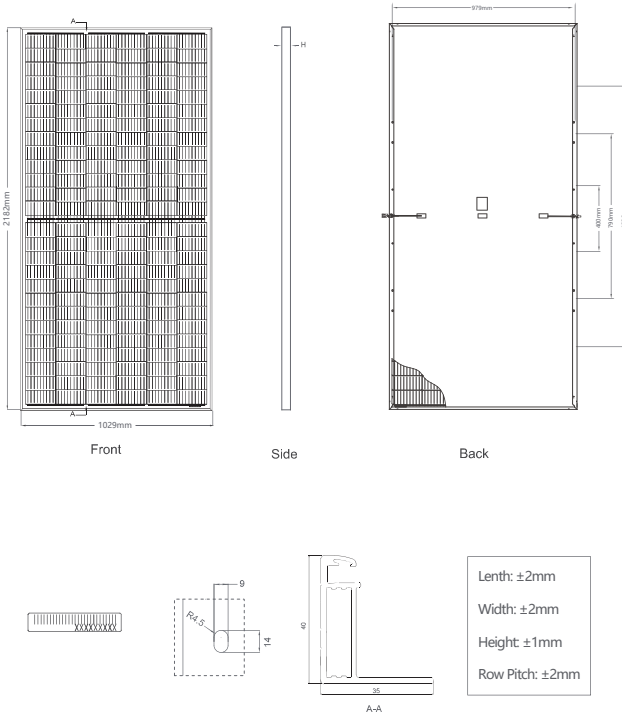 979mm
A
H
2182mm
400mm
790mm
A
1029mm
Front
Side
Back
9
R4.5
14
40
35
A-A
Lenth: ±2mm
Width: ±2mm
Height: ±1mm
Row Pitch: ±2mm